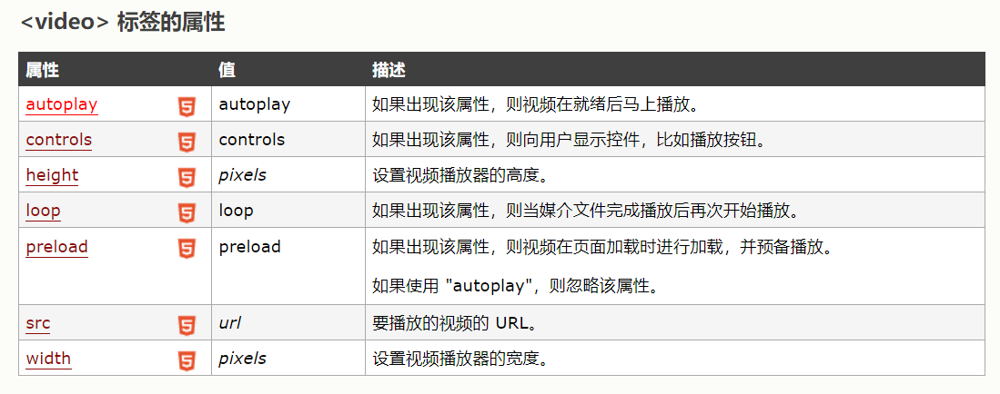 <video> 标签的属性
属性 值 描述
autoplay autoplay 如果出现该属性，则视频在就绪后马上播放。
controls controls 如果出现该属性，则向用户显示控件，比如播放按钮。
height pixels 设置视频播放器的高度。
loop loop 如果出现该属性，则当媒介文件完成播放后再次开始播放。
preload preload 如果出现该属性，则视频在页面加载时进行加载，并预备播放。
如果使用 "autoplay"，则忽略该属性。
src url 要播放的视频的 URL。
width pixels 设置视频播放器的宽度。